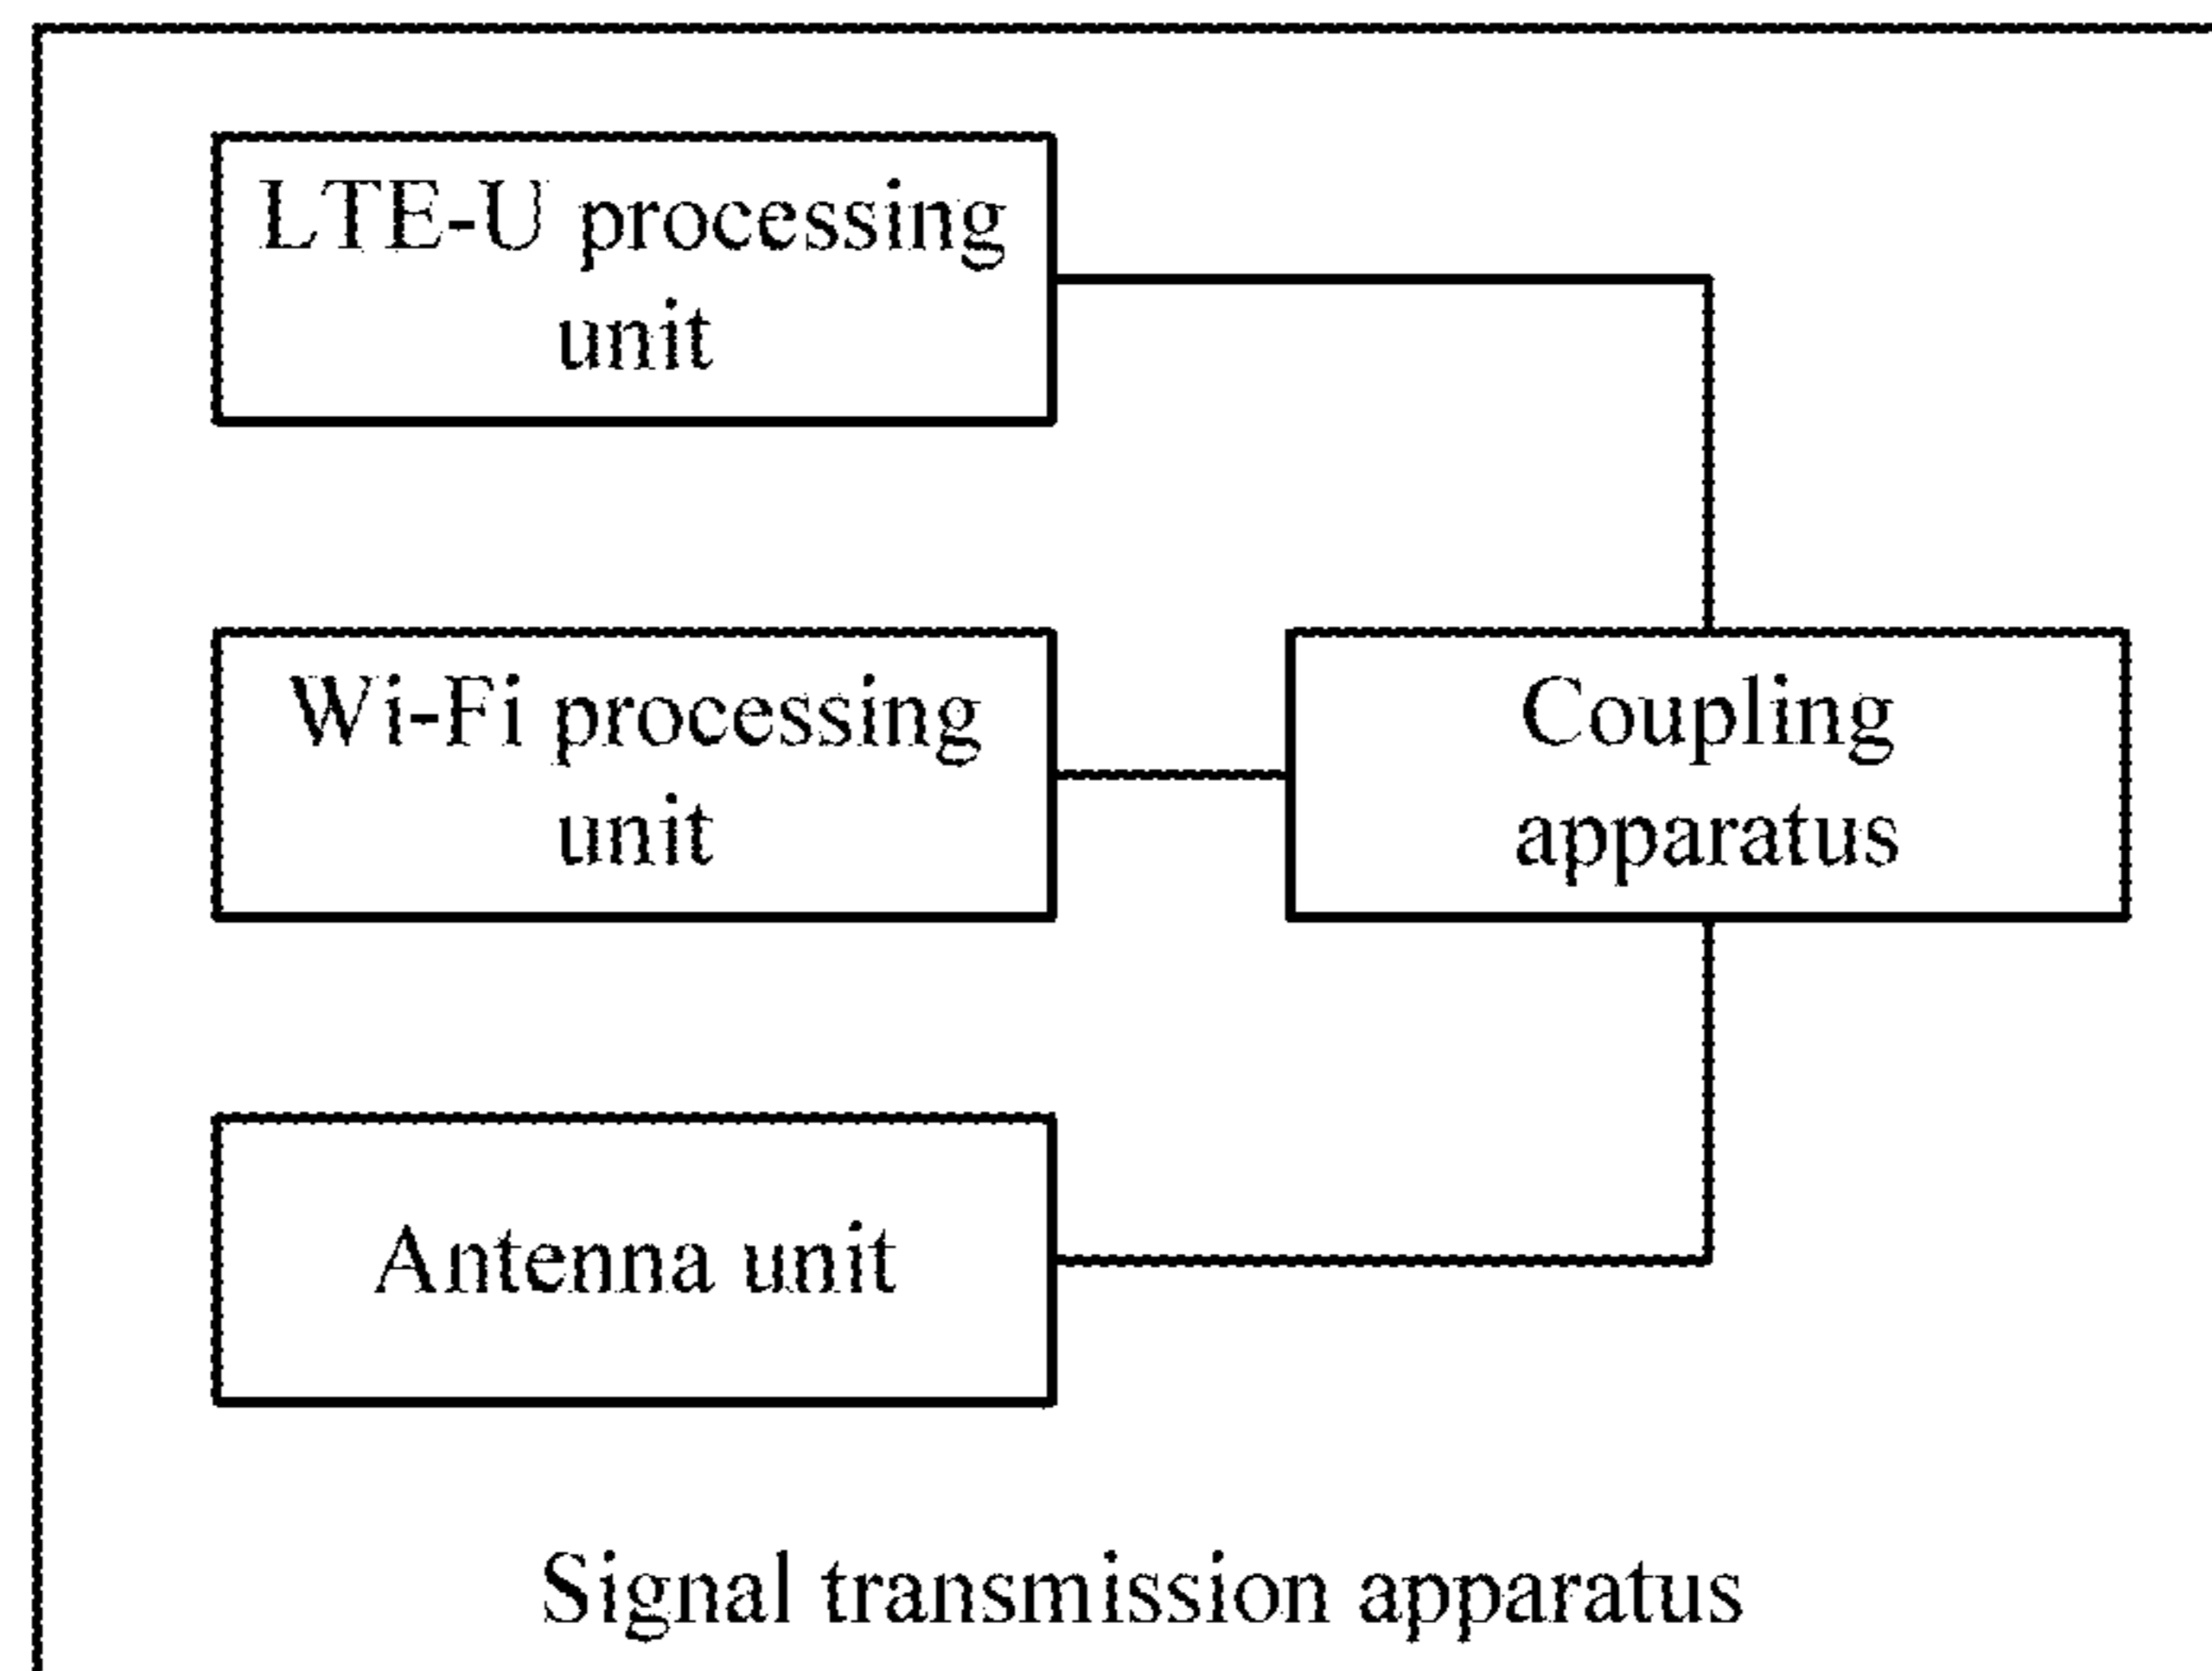 LTE-U processing
unit
Wi-Fi processing
unit
Coupling
apparatus
Antenna unit
Signal transmission apparatus